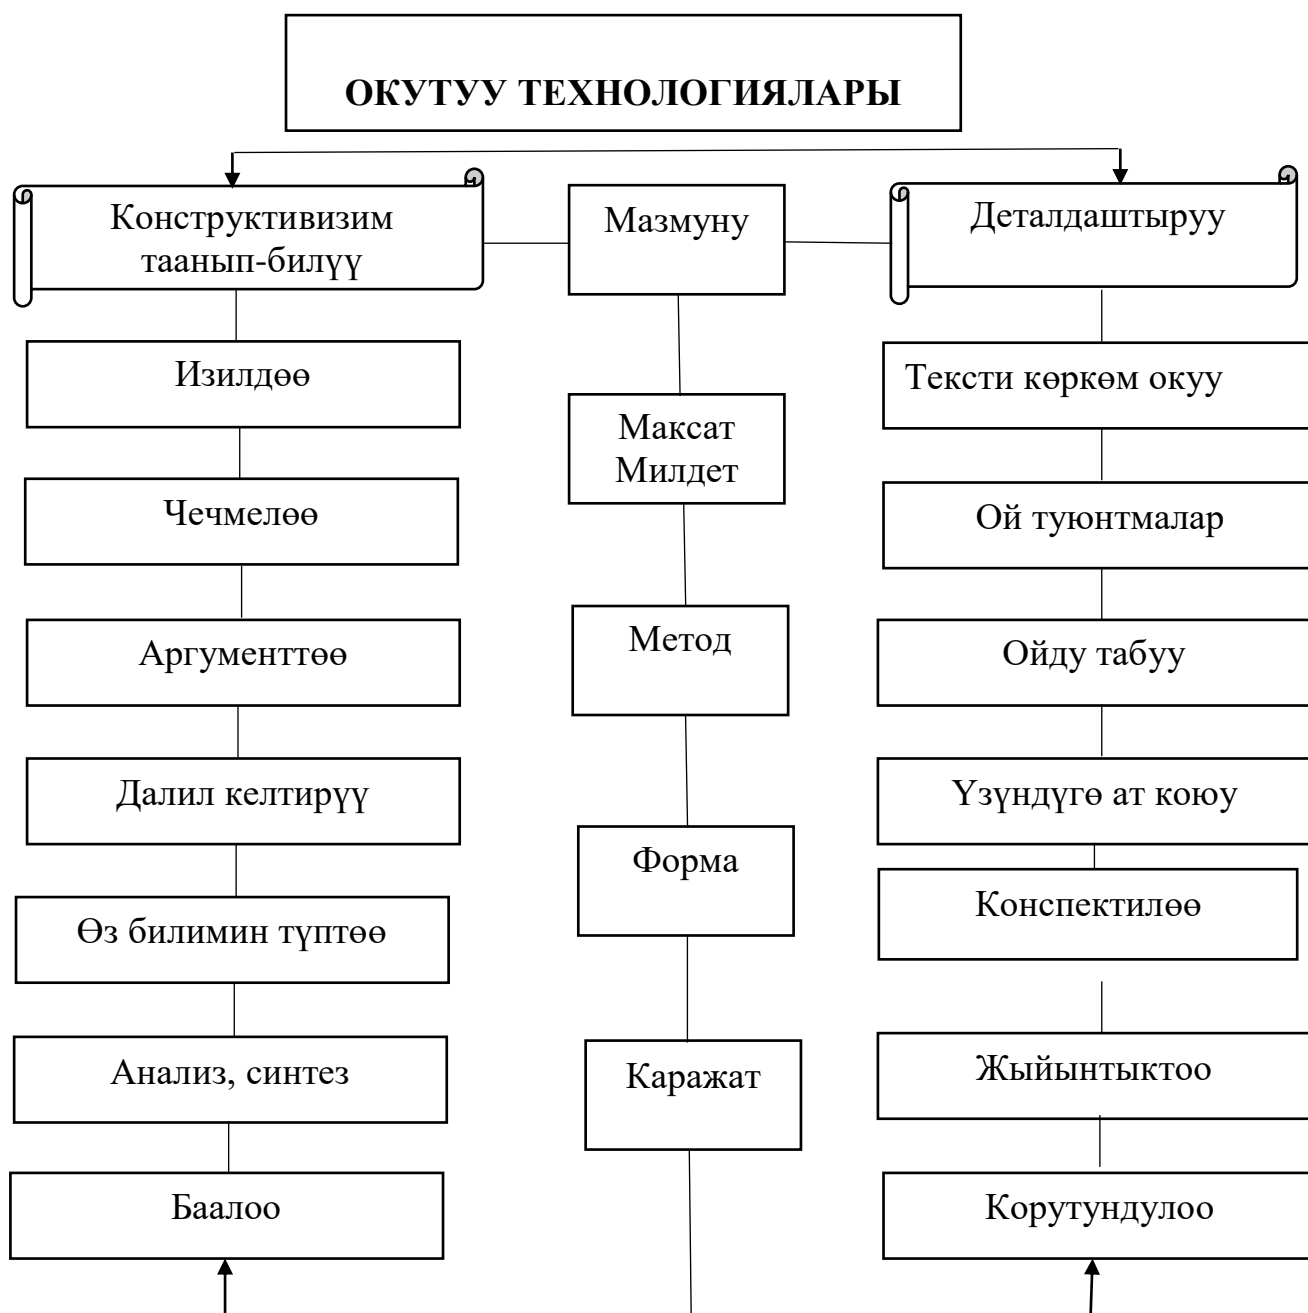 ОКУТУУ ТЕХНОЛОГИЯЛАРЫ
Конструктивизим
таанып-билүү
Мазмуну
Деталдаштыруу
Изилдөө
Тексти көркөм окуу
Максат
Милдет
Чечмелөө
Ой туюнтмалар
Аргументтөө
Метод
Ойду табуу
Далил келтирүү
Үзүндүгө ат коюу
Форма
Конспектилөө
Өз билимин түптөө
Анализ, синтез
Каражат
Жыйынтыктоо
Баалоо
Корутундулоо